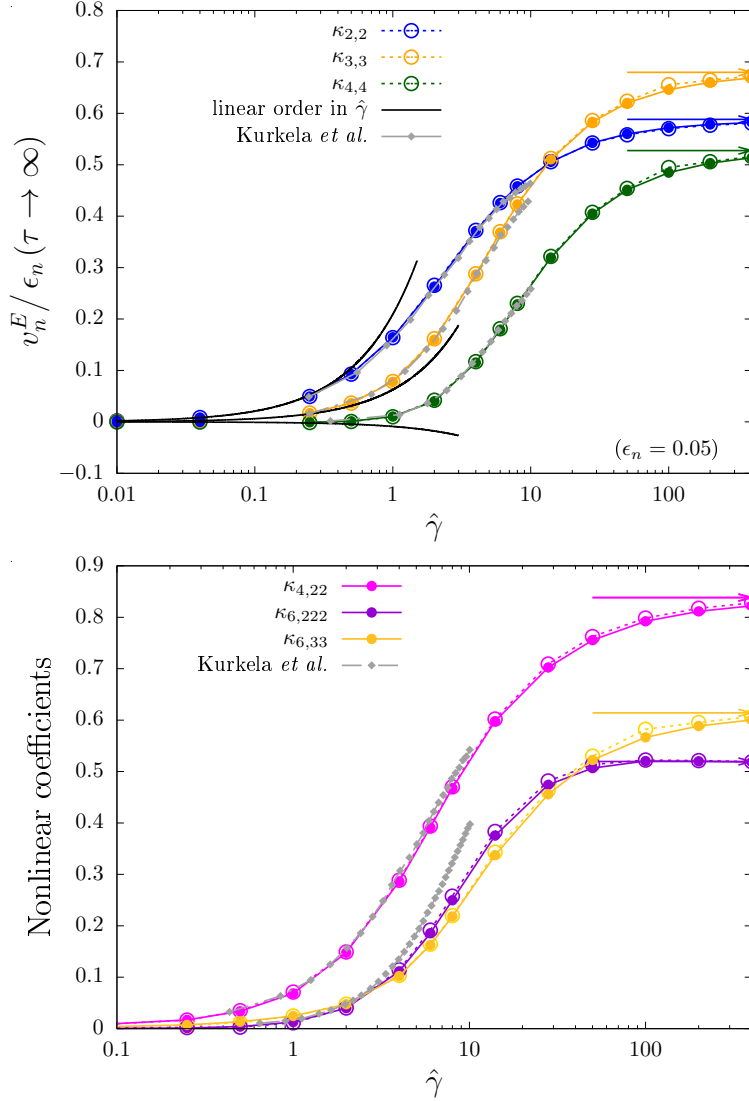 κ2,2
κ3,3
κ4,4
linear order in γ̂
Kurkela et al.
v_n^E / ϵ_n (τ → ∞)
0.8
0.7
0.6
0.5
0.4
0.3
0.2
0.1
0
−0.1
(ϵ_n = 0.05)
0.01 0.1 1 10 100
γ̂
κ4,22
κ6,222
κ6,33
Kurkela et al.
Nonlinear coefficients
0.9
0.8
0.7
0.6
0.5
0.4
0.3
0.2
0.1
0
0.1 1 10 100
γ̂